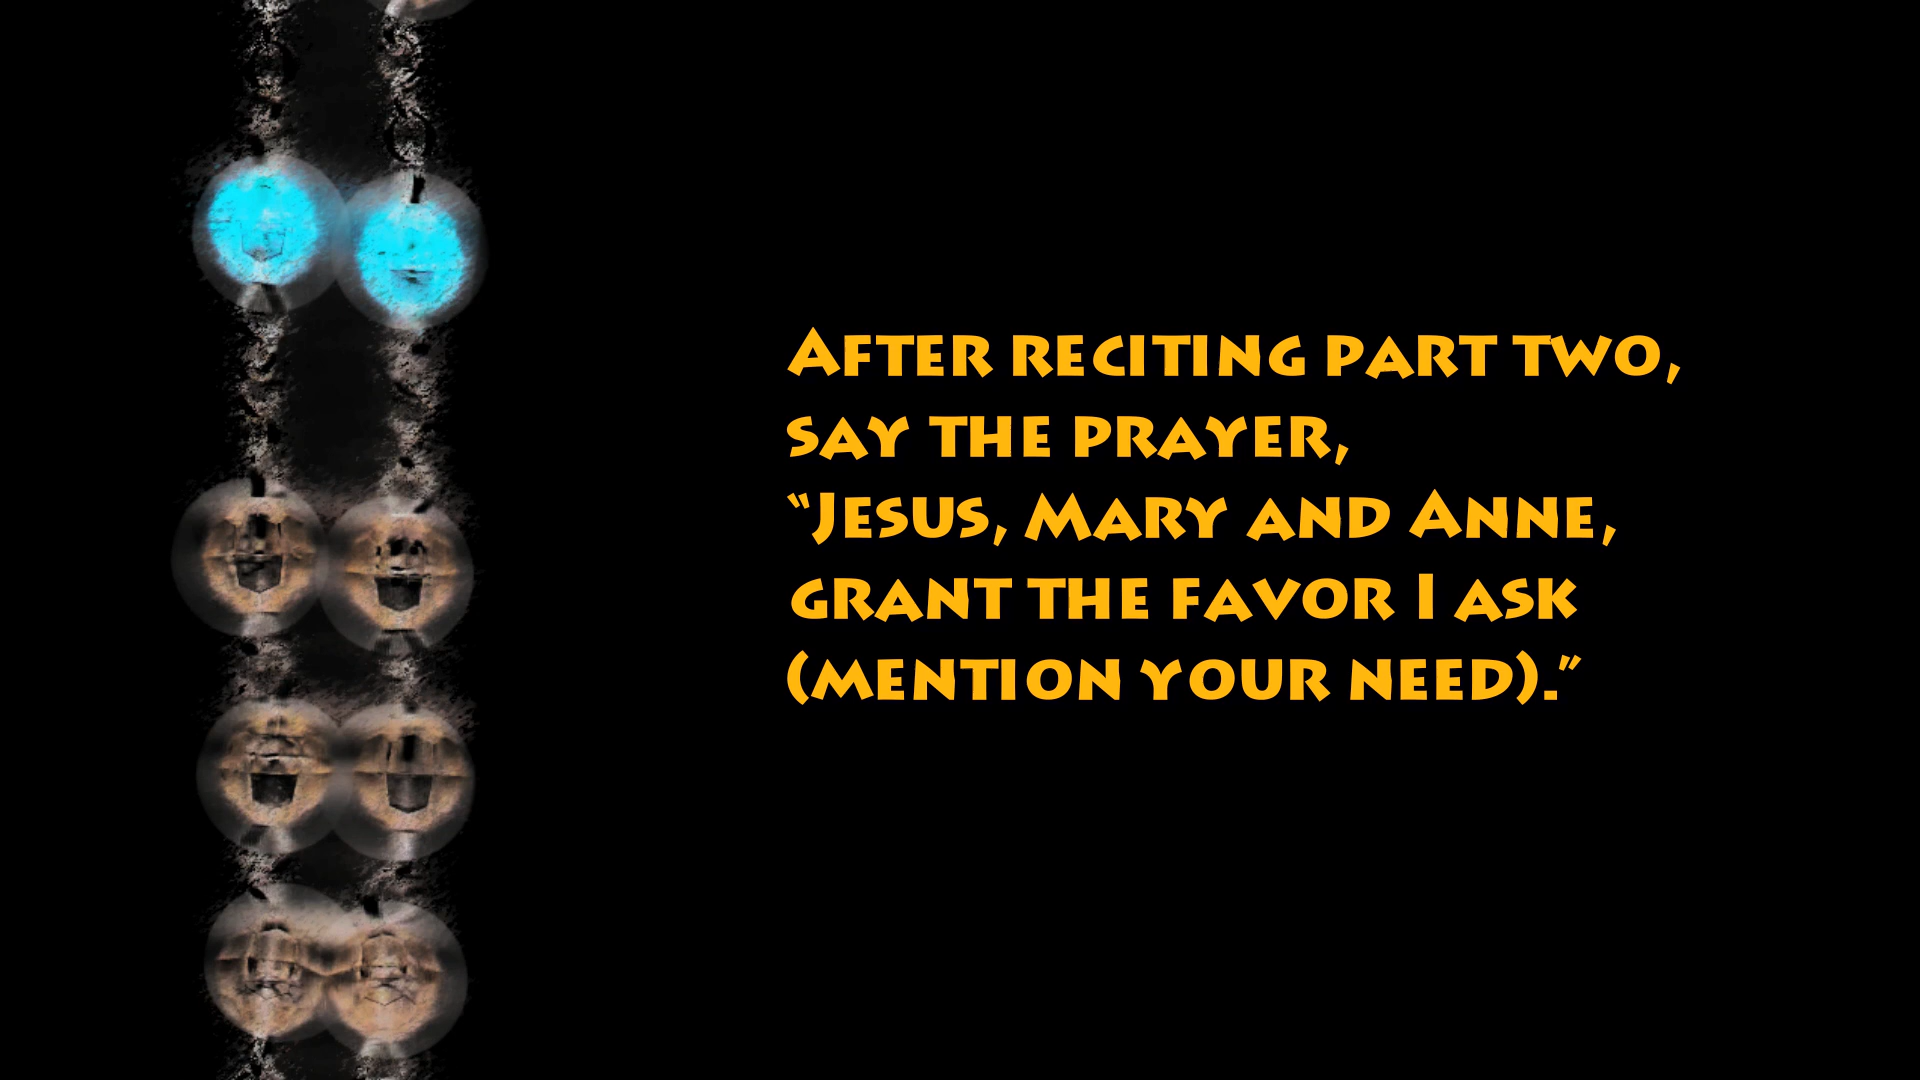 After reciting part two,
say the prayer,
“Jesus, Mary and Anne,
grant the favor I ask
(mention your need).”